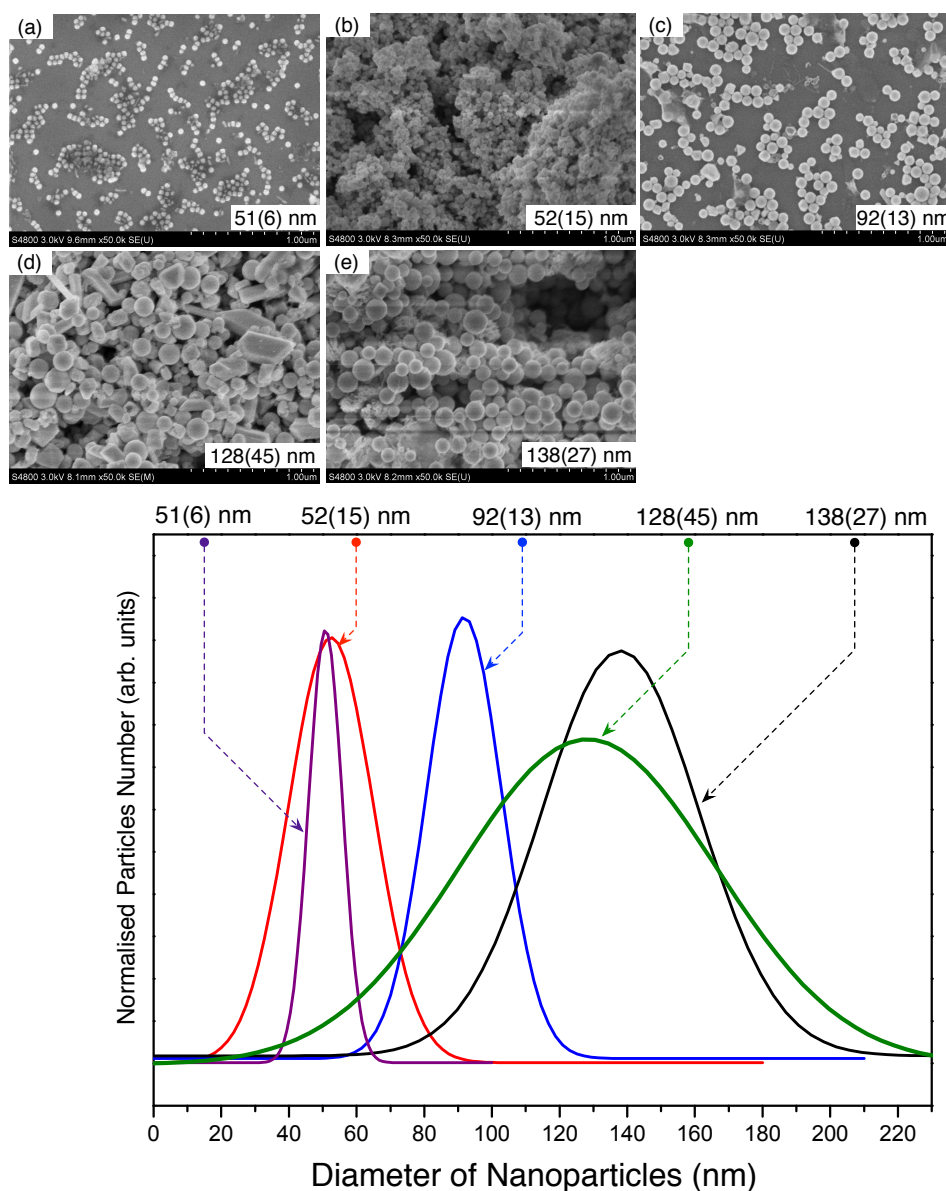 (a)
51(6) nm
S4800 3.0kV 9.6mm x50.0k SE(U)
1.00um
(b)
52(15) nm
S4800 3.0kV 8.3mm x50.0k SE(U)
1.00um
(c)
92(13) nm
S4800 3.0kV 8.3mm x50.0k SE(U)
1.00um
(d)
128(45) nm
S4800 3.0kV 8.1mm x50.0k SE(M)
1.00um
(e)
138(27) nm
S4800 3.0kV 8.2mm x50.0k SE(U)
1.00um
51(6) nm
52(15) nm
92(13) nm
128(45) nm
138(27) nm
Normalised Particles Number (arb. units)
0 20 40 60 80 100 120 140 160 180 200 220
Diameter of Nanoparticles (nm)